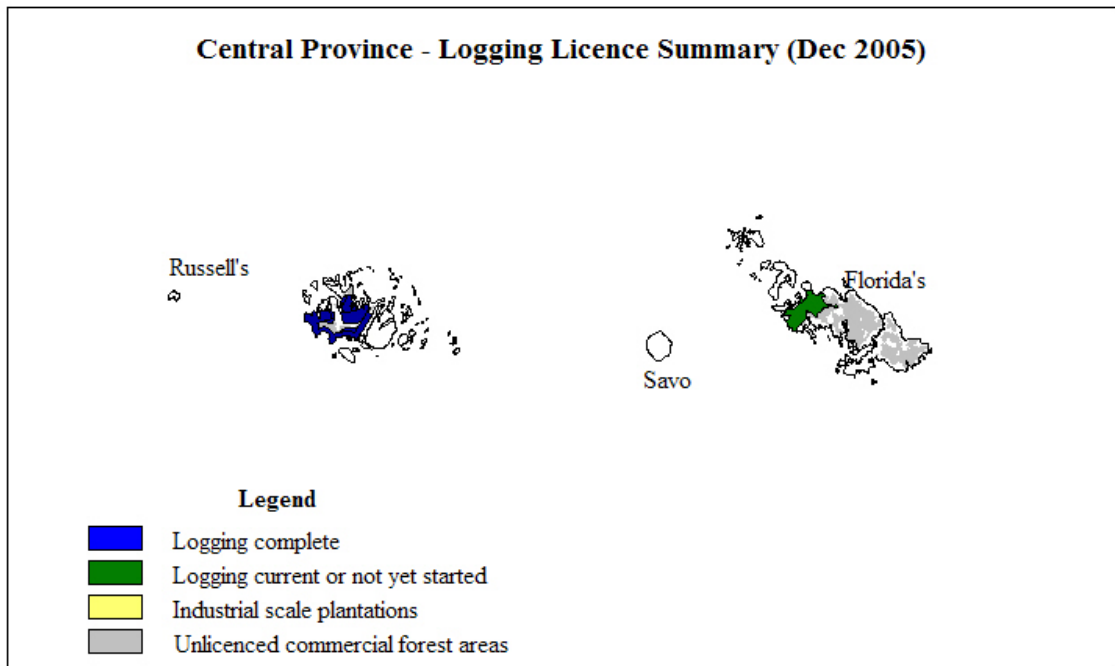 Central Province - Logging Licence Summary (Dec 2005)
Russell's
Florida's
Savo
Legend
Logging complete
Logging current or not yet started
Industrial scale plantations
Unlicenced commercial forest areas